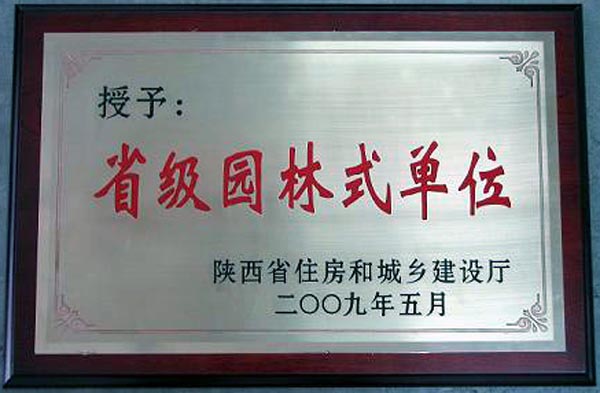 授予：
省级园林式单位
陕西省住房和城乡建设厅
二〇〇九年五月